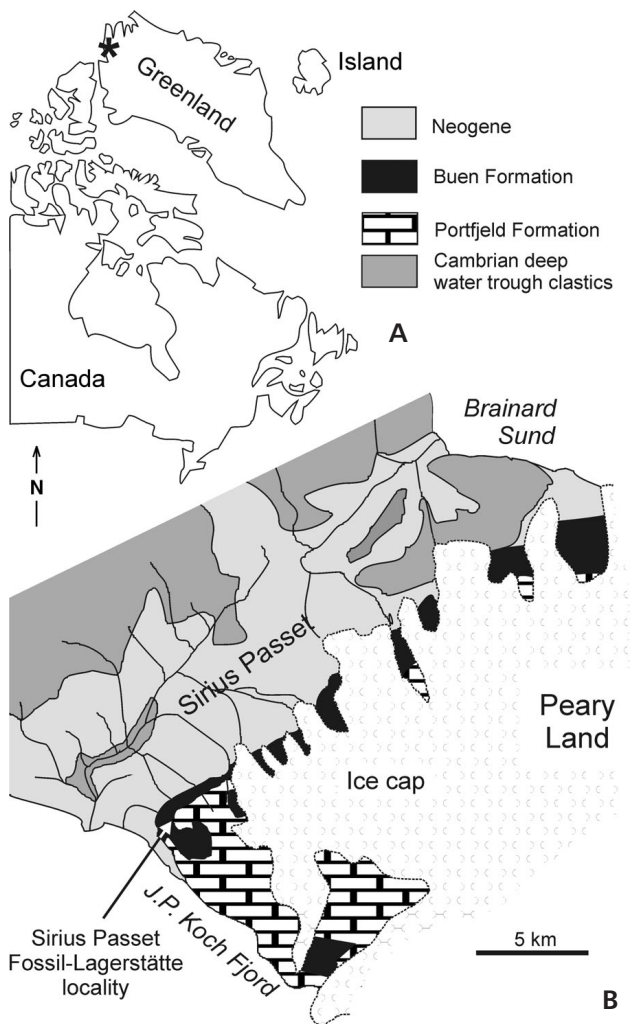 Greenland
Island
Neogene
Buen Formation
Portfjeld Formation
Cambrian deep
water trough clastics
A
Canada
N
Brainard
Sund
Sirius Passet
Peary
Land
Ice cap
J.P. Koch Fjord
Sirius Passet
Fossil-Lagerstätte
locality
5 km
B